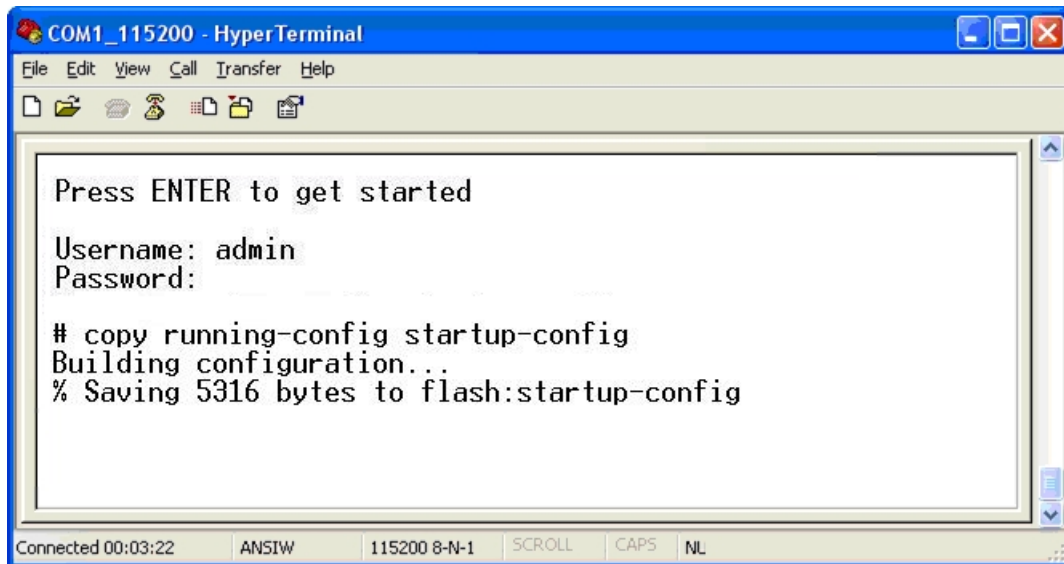 COM1_115200 - HyperTerminal
File Edit View Call Transfer Help
Press ENTER to get started
Username: admin
Password:
# copy running-config startup-config
Building configuration...
% Saving 5316 bytes to flash:startup-config
Connected 00:03:22 ANSIW 115200 8-N-1 SCROLL CAPS NU